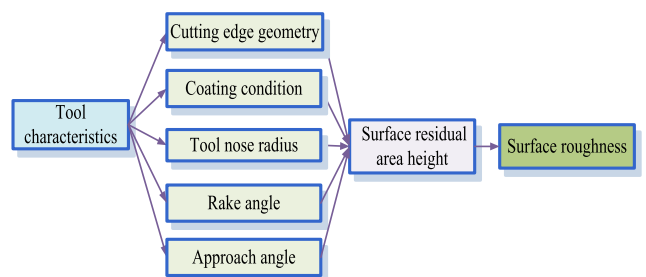 Tool
characteristics
Cutting edge geometry
Coating condition
Tool nose radius
Rake angle
Approach angle
Surface residual
area height
Surface roughness